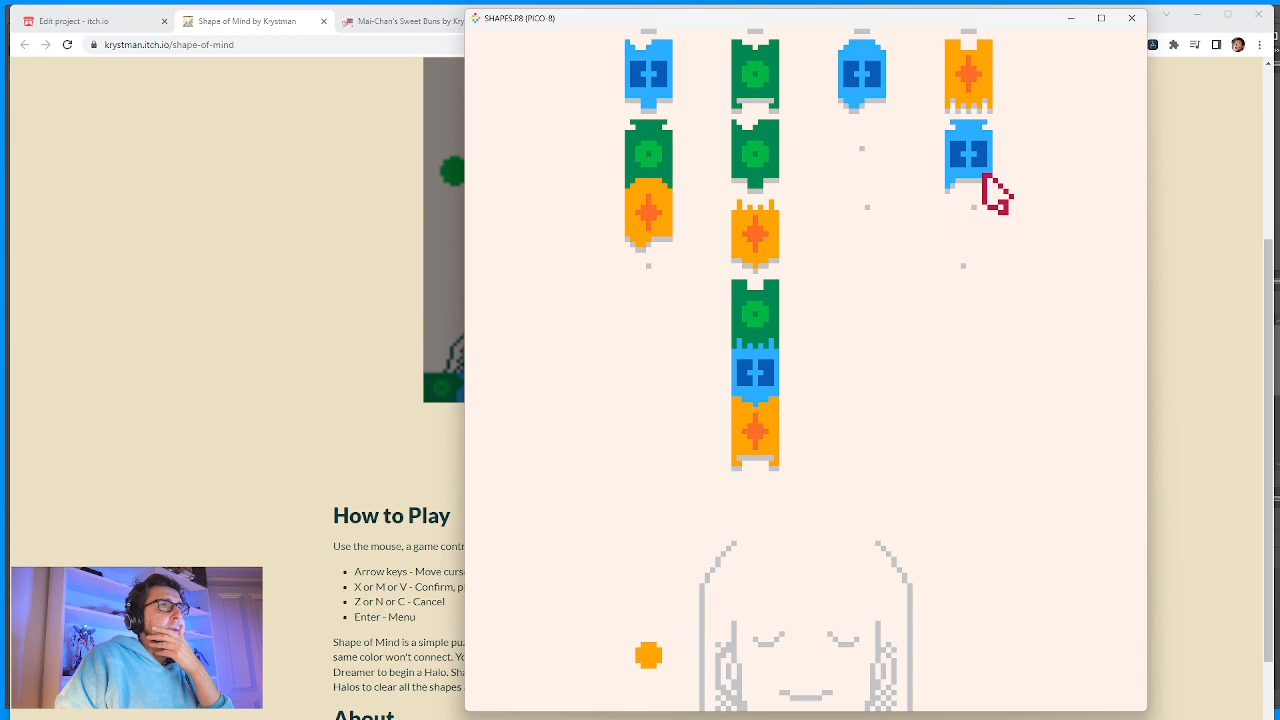 Edit project - itch.io
Shape of Mind by Krystman
Mai-Chan's Sweet Buns by Kry
SHAPES.P8 (PICO-8)
krystman.itch.io/shape-of-mind
How to Play
Use the mouse, a game contr
Arrow keys - Move curs
X or M or V - Confirm, p
Z or N or C - Cancel
Enter - Menu
Shape of Mind is a simple puz
same color won't connect. Yo
Dreamer to begin a Halo. Sha
Halos to clear all the shapes
About